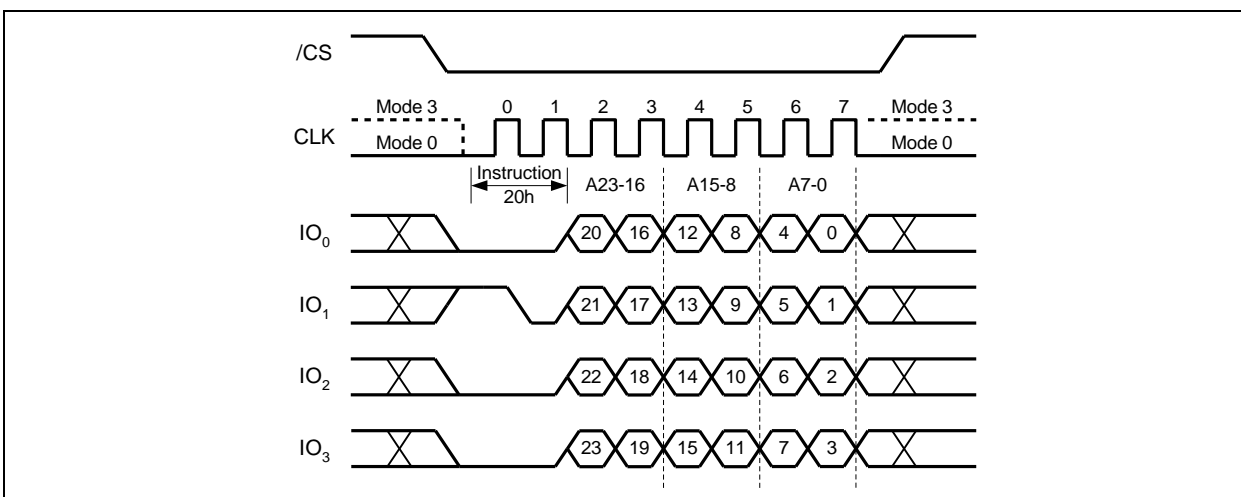 /CS
Mode 3 0 1 2 3 4 5 6 7 Mode 3
CLK
Mode 0 Mode 0
Instruction
20h
A23-16 A15-8 A7-0
IO0 20 16 12 8 4 0
IO1 21 17 13 9 5 1
IO2 22 18 14 10 6 2
IO3 23 19 15 11 7 3